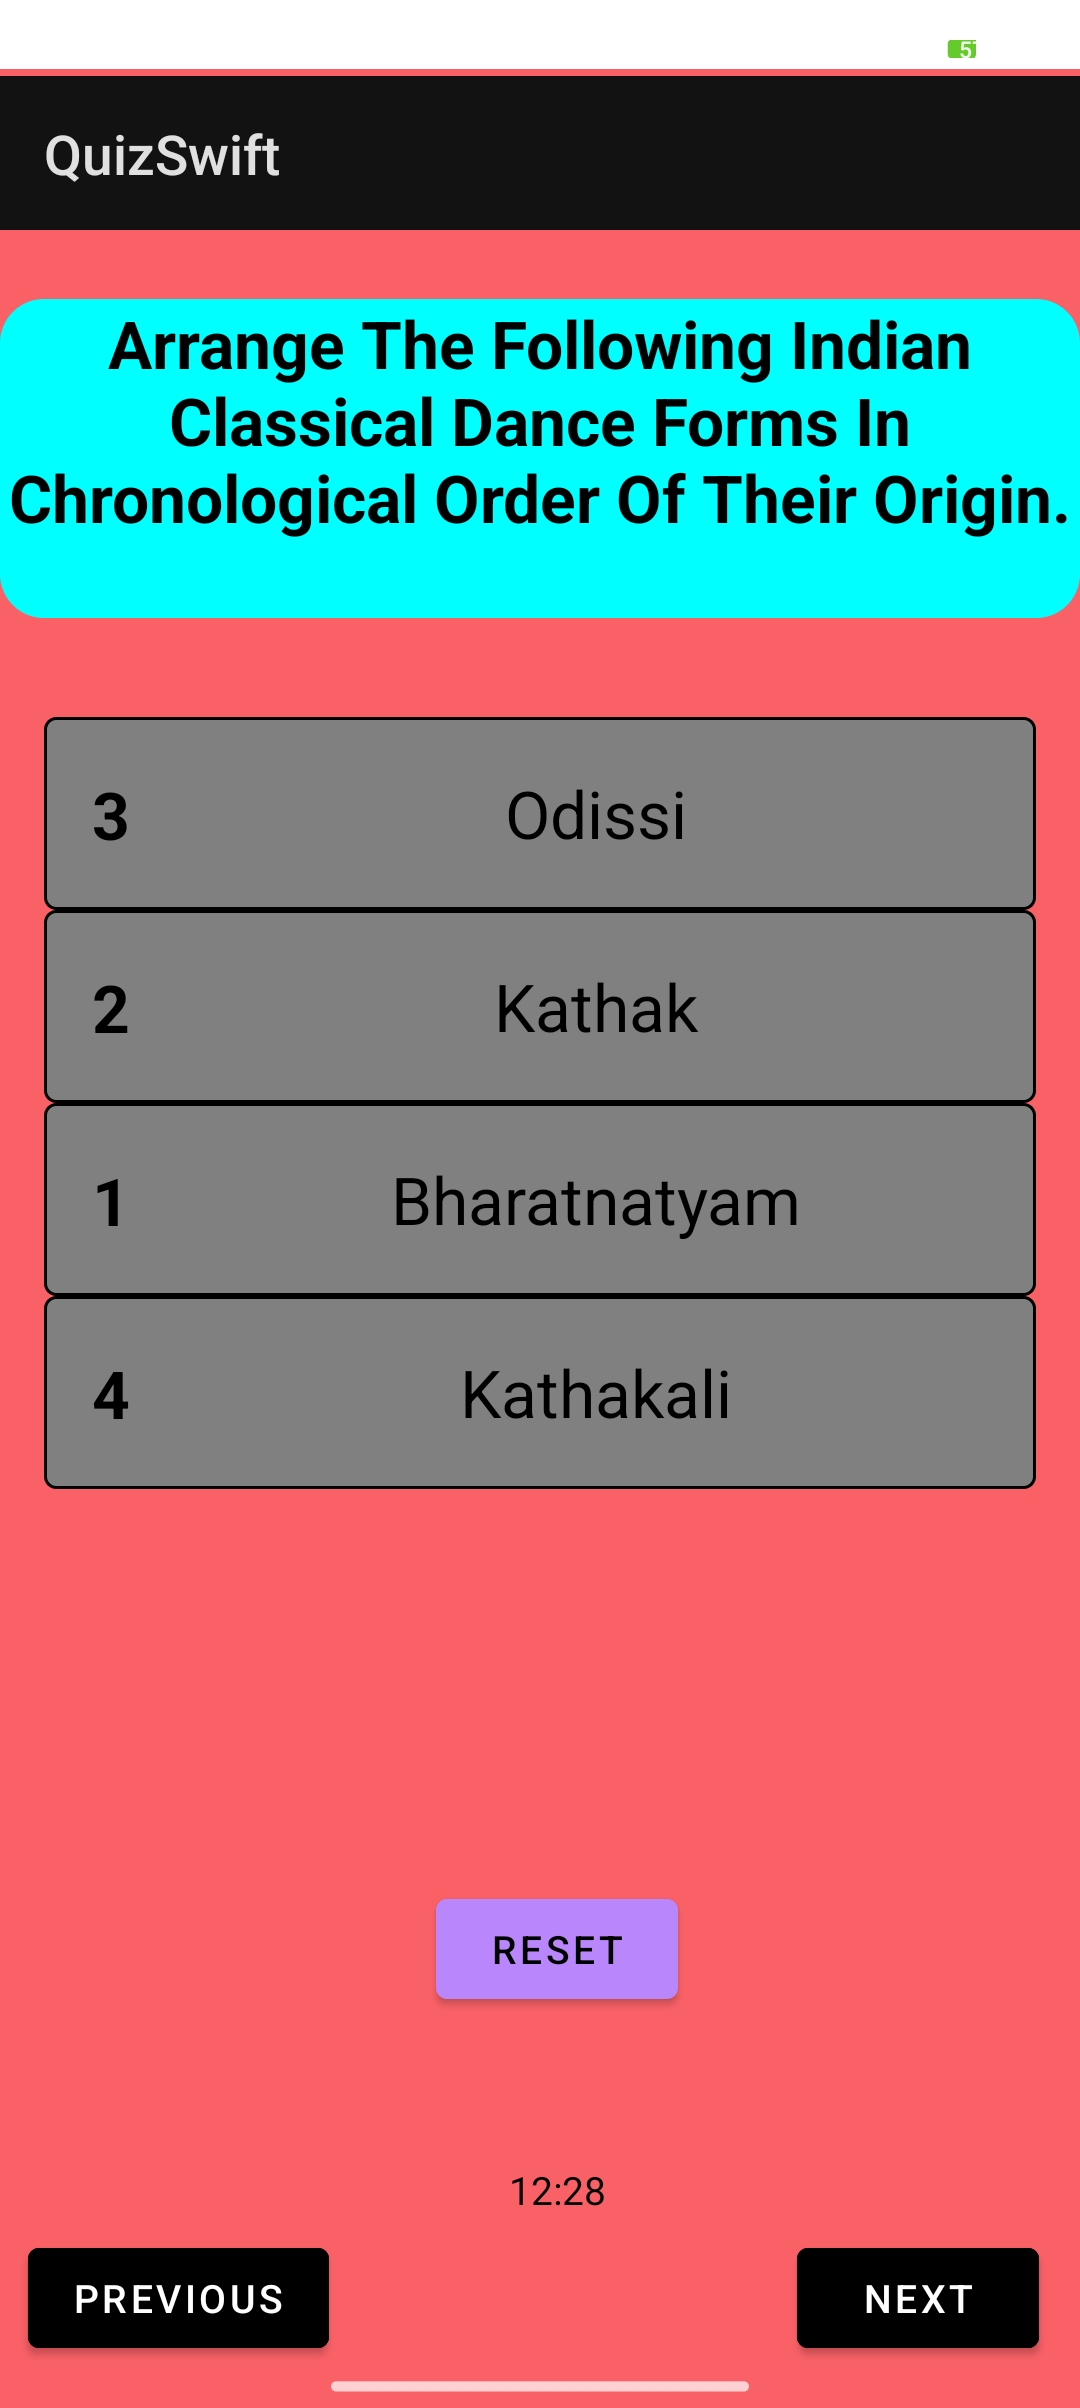 QuizSwift
Arrange The Following Indian
Classical Dance Forms In
Chronological Order Of Their Origin.
3 Odissi
2 Kathak
1 Bharatnatyam
4 Kathakali
RESET
12:28
PREVIOUS NEXT